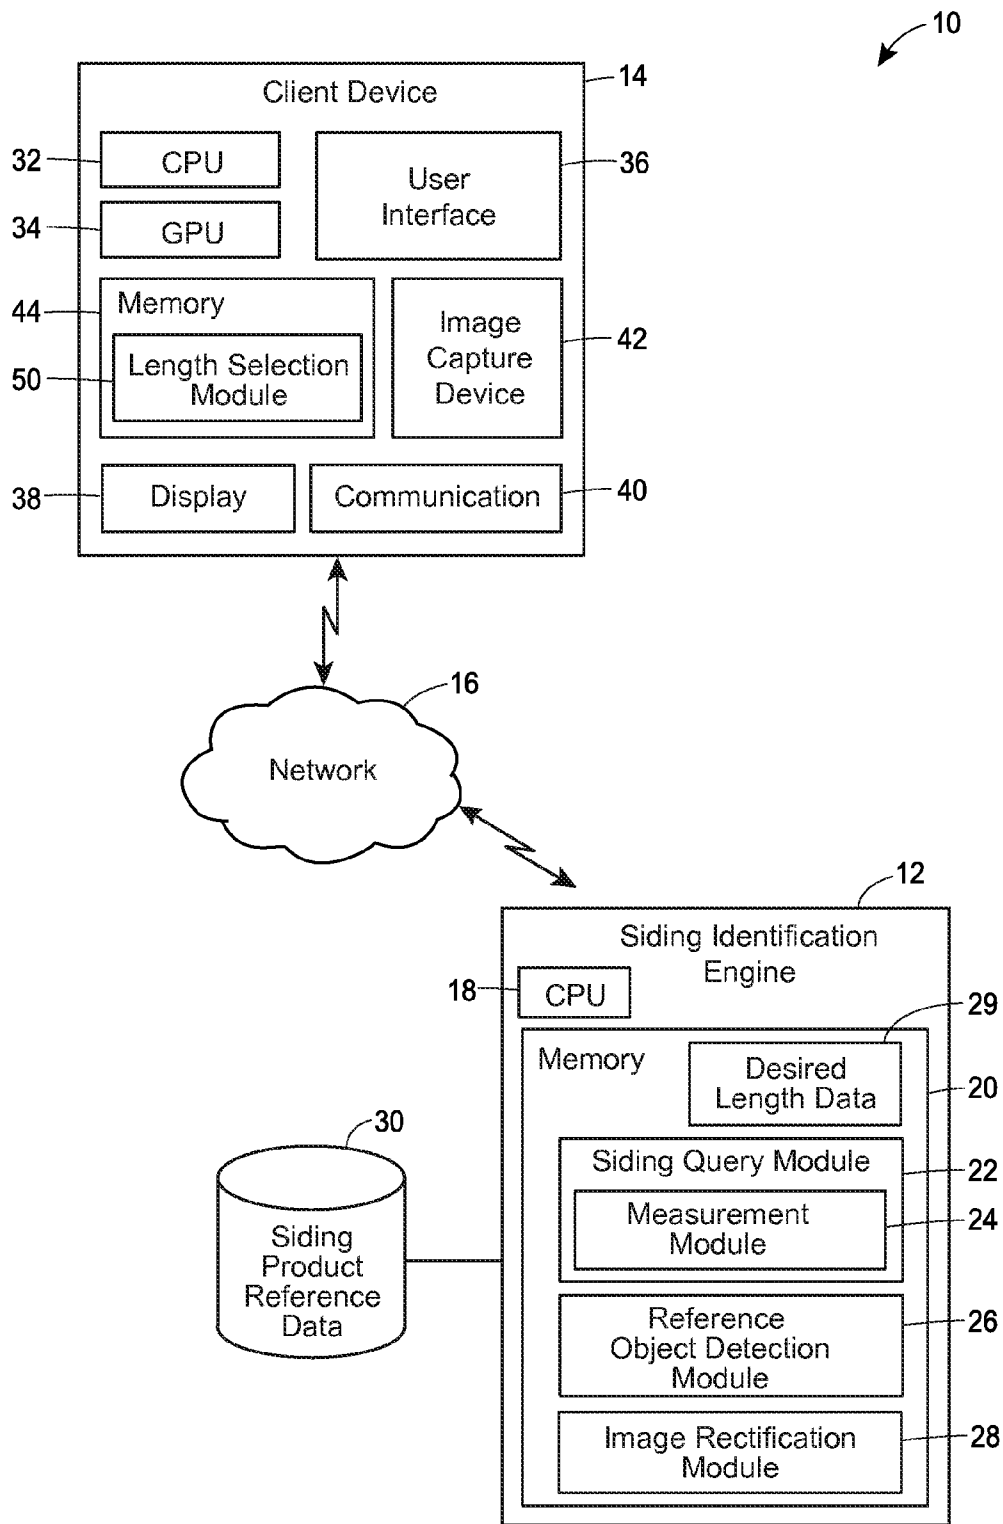 10
Client Device
14
32
CPU
User
Interface
36
34
GPU
44
Memory
50
Length Selection
Module
Image
Capture
Device
42
38
Display
Communication
40
16
Network
12
Siding Identification
Engine
18
CPU
29
Memory
Desired
Length Data
20
30
Siding Query Module
22
Measurement
Module
24
Siding
Product
Reference
Data
Reference
Object Detection
Module
26
Image Rectification
Module
28